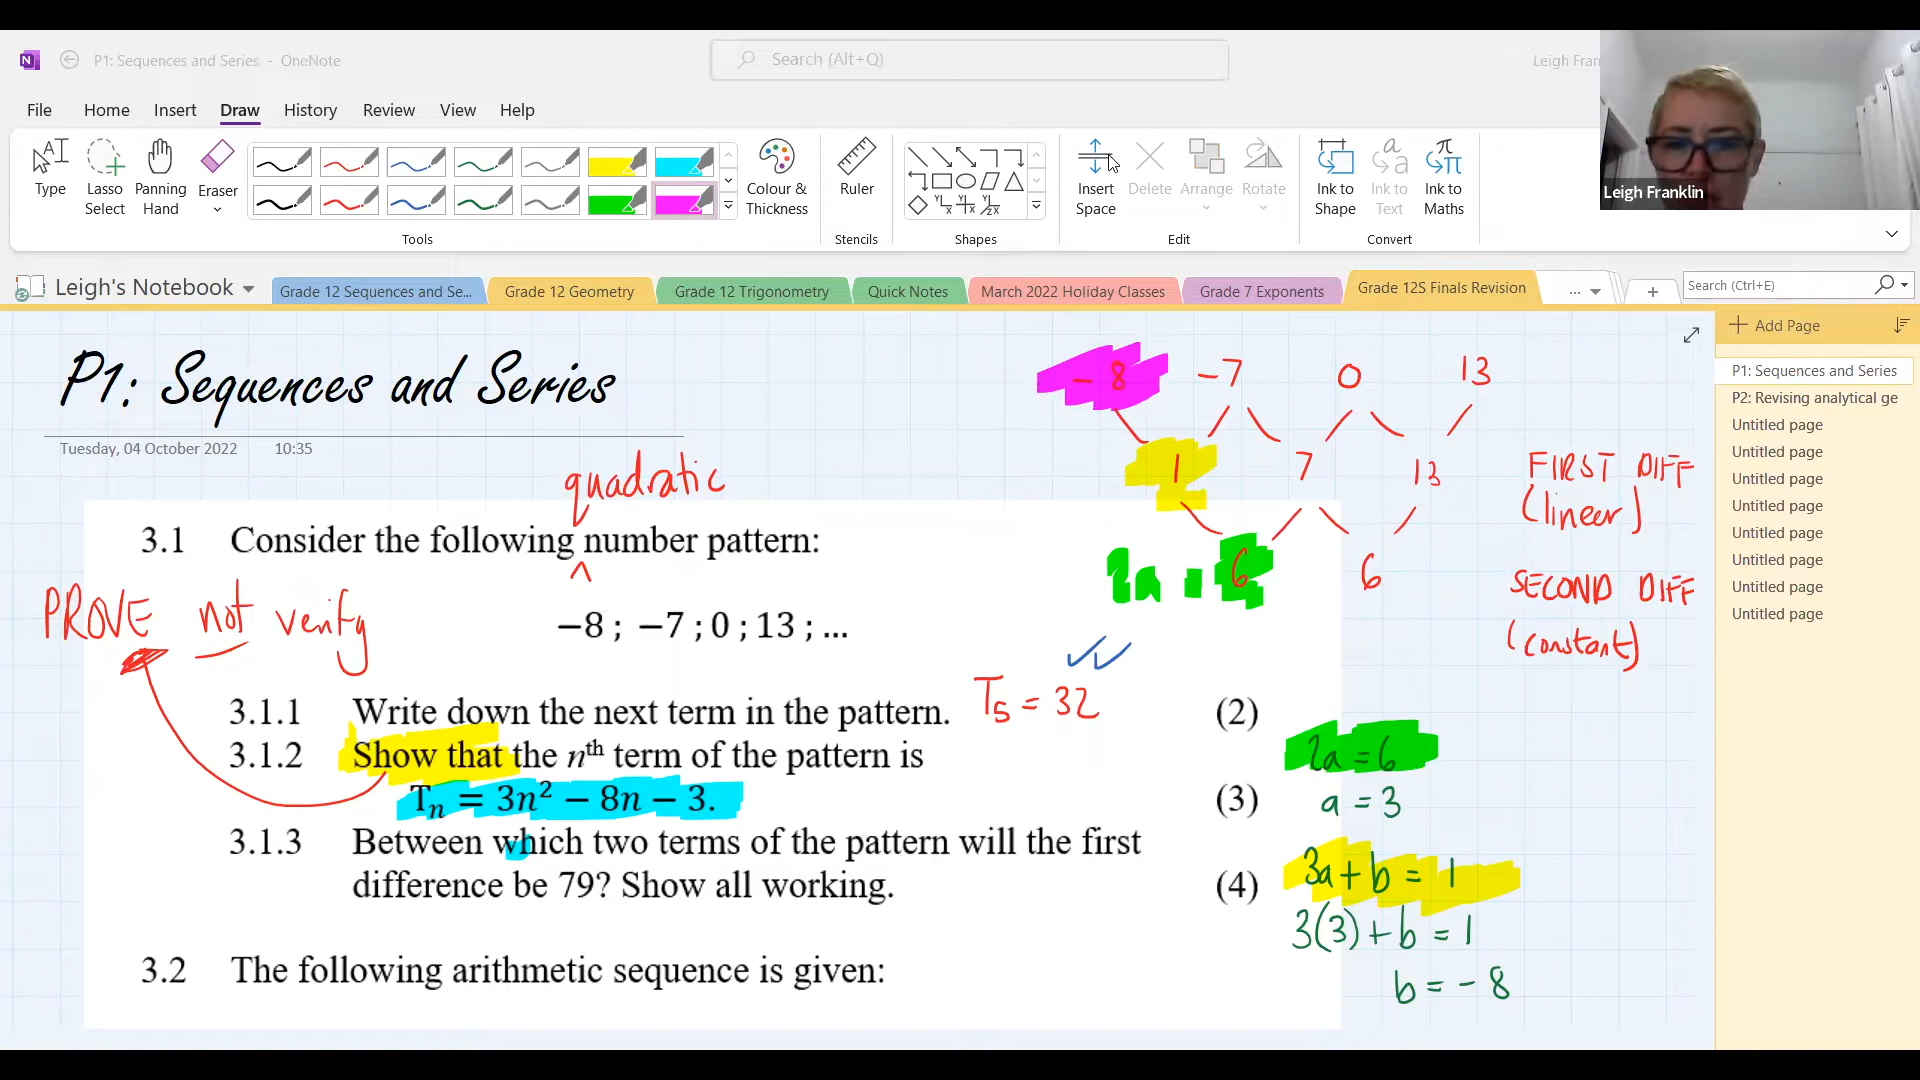 P1: Sequences and Series - OneNote
Search (Alt+Q)
Leigh Fran
File Home Insert Draw History Review View Help
Type
Lasso Select
Panning Hand
Eraser
Colour & Thickness
Ruler
Insert Space
Delete
Arrange
Rotate
Ink to Shape
Ink to Text
Ink to Maths
Leigh Franklin
Tools
Stencils
Shapes
Edit
Convert
Leigh's Notebook
Grade 12 Sequences and Se...
Grade 12 Geometry
Grade 12 Trigonometry
Quick Notes
March 2022 Holiday Classes
Grade 7 Exponents
Grade 12S Finals Revision
...
Search (Ctrl+E)
Add Page
P1: Sequences and Series
P2: Revising analytical ge
Untitled page
Untitled page
Untitled page
Untitled page
Untitled page
Untitled page
Untitled page
Untitled page
P1: Sequences and Series
Tuesday, 04 October 2022 10:35
-8 -7 0 13
1 7 13
FIRST DIFF
(linear)
2a = 6 6
SECOND DIFF
(constant)
quadratic
3.1 Consider the following number pattern:
PROVE not verify
−8 ; −7 ; 0 ; 13 ; ...
3.1.1 Write down the next term in the pattern. T5 = 32 (2)
3.1.2 Show that the nth term of the pattern is
Tn = 3n² − 8n − 3. (3)
3.1.3 Between which two terms of the pattern will the first
difference be 79? Show all working. (4)
3.2 The following arithmetic sequence is given:
2a = 6
a = 3
3a + b = 1
3(3) + b = 1
b = -8